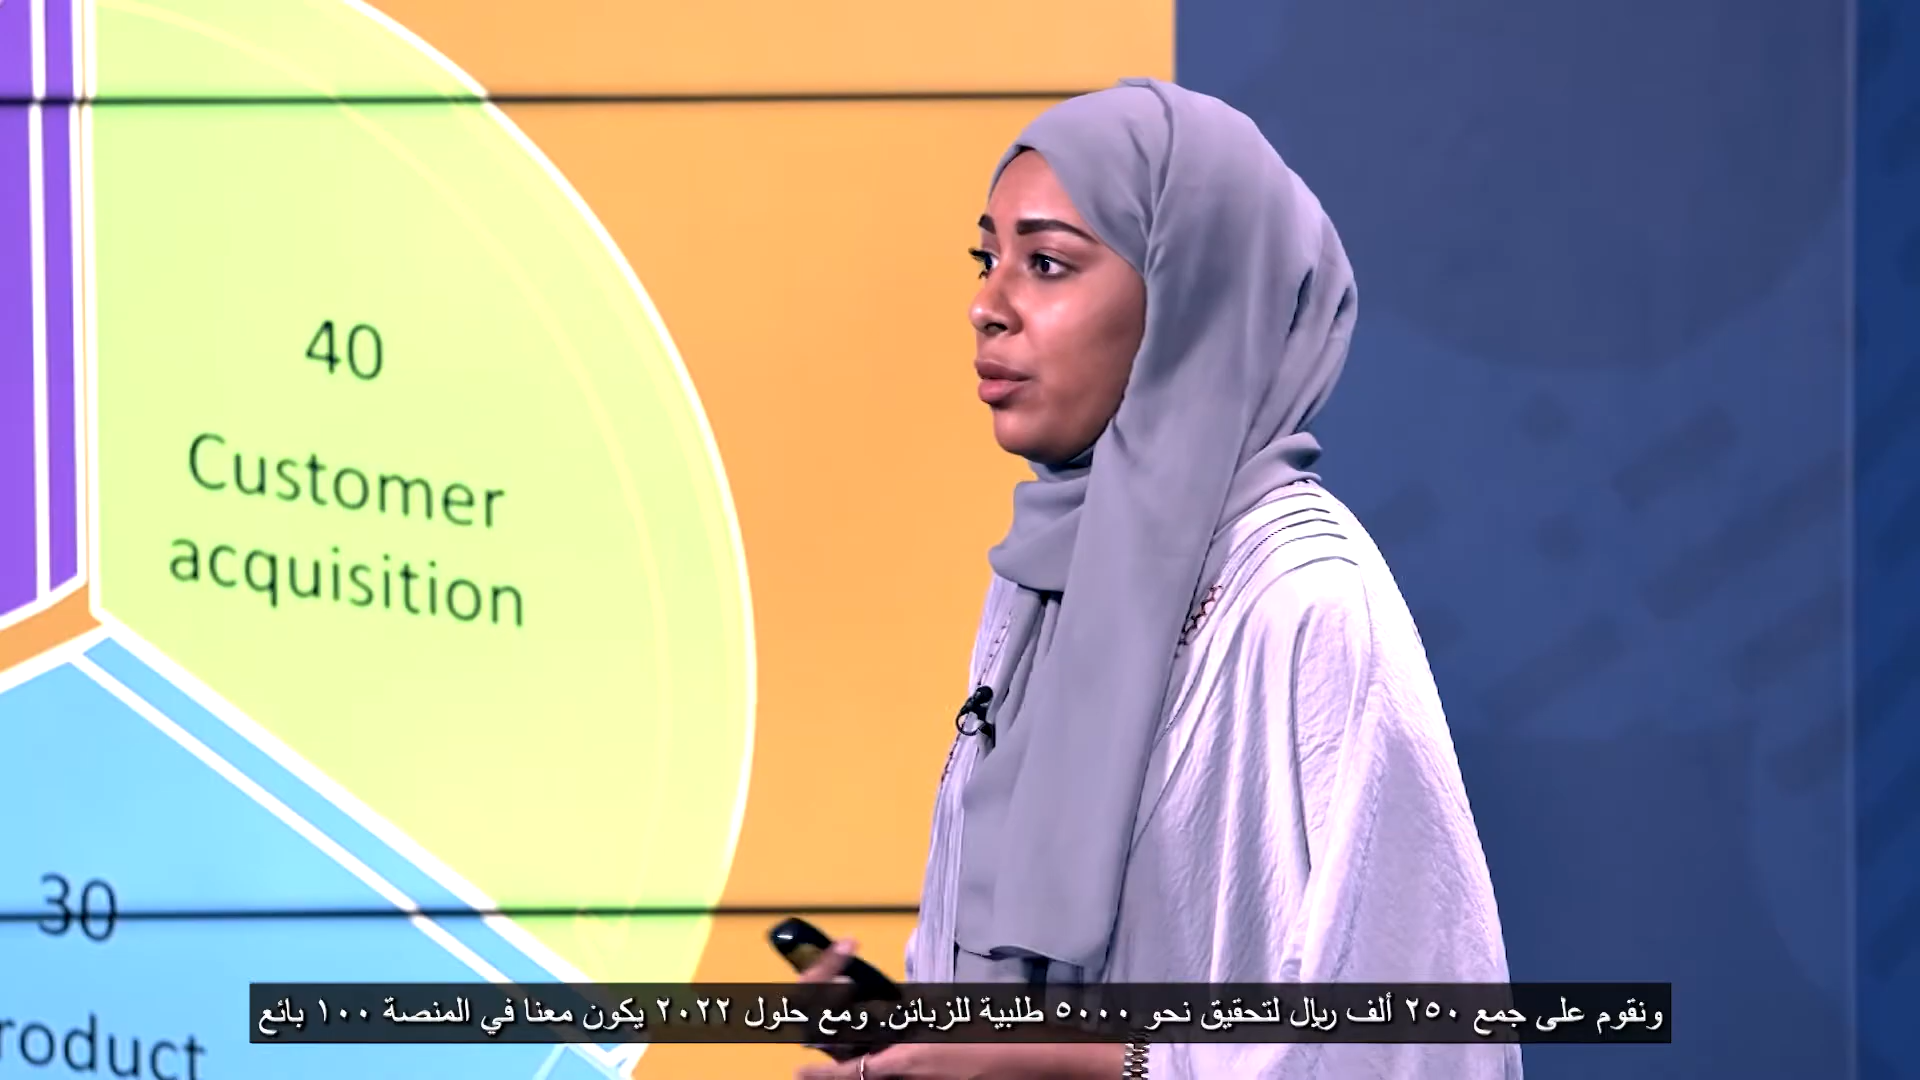 40
Customer
acquisition
30
roduct
ونقوم على جمع ٢٥٠ ألف ريال لتحقيق نحو ٥٠٠٠ طلبية للزبائن. ومع حلول ٢٠٢٢ يكون معنا في المنصة ١٠٠ بائع